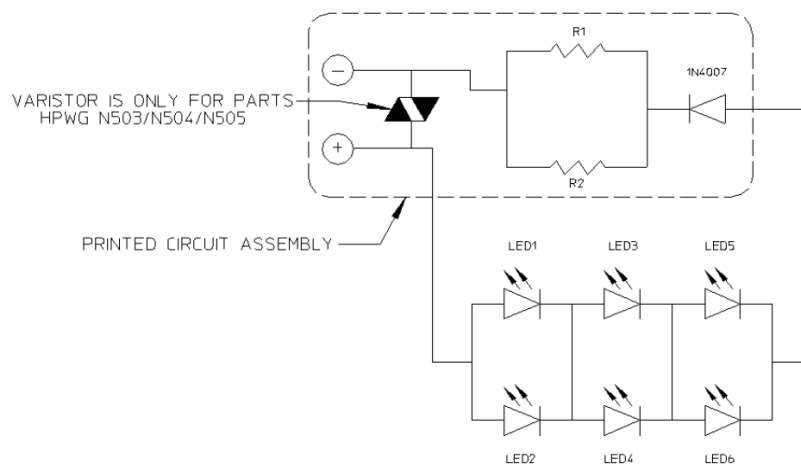 R1
1N4007
VARISTOR IS ONLY FOR PARTS
HPWG N503/N504/N505
−
+
R2
PRINTED CIRCUIT ASSEMBLY
LED1 LED3 LED5
LED2 LED4 LED6